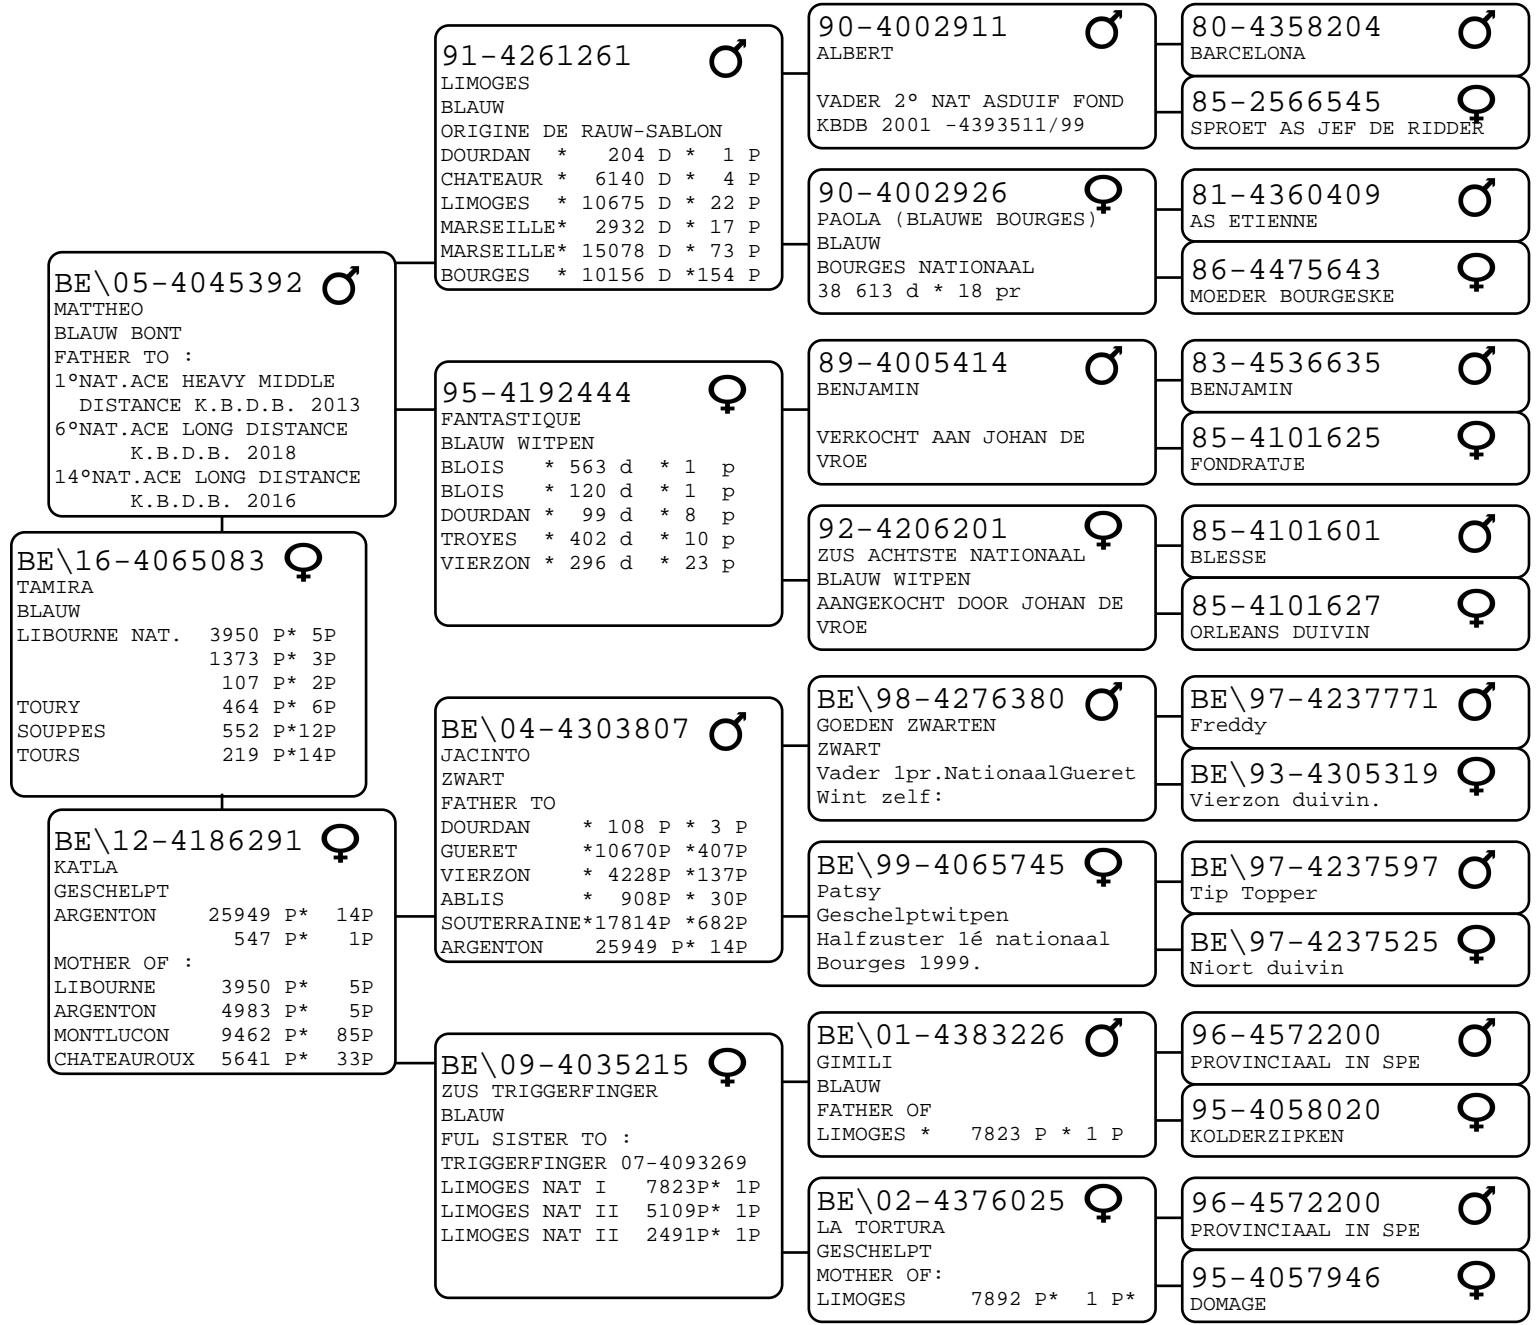 BE\16-4065083
TAMIRA
BLAUW
LIBOURNE NAT.  3950 P* 5P
1373 P* 3P
107 P* 2P
TOURY  464 P* 6P
SOUPPES  552 P*12P
TOURS  219 P*14P
BE\05-4045392
MATTHEO
BLAUW BONT
FATHER TO :
1°NAT.ACE HEAVY MIDDLE
DISTANCE K.B.D.B. 2013
6°NAT.ACE LONG DISTANCE
K.B.D.B. 2018
14°NAT.ACE LONG DISTANCE
K.B.D.B. 2016
BE\12-4186291
KATLA
GESCHELPT
ARGENTON  25949 P*  14P
547 P*  1P
MOTHER OF :
LIBOURNE  3950 P*  5P
ARGENTON  4983 P*  5P
MONTLUCON  9462 P*  85P
CHATEAUROUX  5641 P*  33P
91-4261261
LIMOGES
BLAUW
ORIGINE DE RAUW-SABLON
DOURDAN  *  204 D *  1 P
CHATEAUR *  6140 D *  4 P
LIMOGES  * 10675 D * 22 P
MARSEILLE*  2932 D * 17 P
MARSEILLE* 15078 D * 73 P
BOURGES  * 10156 D *154 P
95-4192444
FANTASTIQUE
BLAUW WITPEN
BLOIS  * 563 d  * 1  p
BLOIS  * 120 d  * 1  p
DOURDAN *  99 d  * 8  p
TROYES  * 402 d  * 10 p
VIERZON * 296 d  * 23 p
BE\04-4303807
JACINTO
ZWART
FATHER TO
DOURDAN  * 108 P * 3 P
GUERET  *10670P *407P
VIERZON  * 4228P *137P
ABLIS  *  908P * 30P
SOUTERRAINE*17814P *682P
ARGENTON  25949 P* 14P
BE\09-4035215
ZUS TRIGGERFINGER
BLAUW
FUL SISTER TO :
TRIGGERFINGER 07-4093269
LIMOGES NAT I  7823P* 1P
LIMOGES NAT II  5109P* 1P
LIMOGES NAT II  2491P* 1P
90-4002911
ALBERT
VADER 2° NAT ASDUIF FOND
KBDB 2001 -4393511/99
90-4002926
PAOLA (BLAUWE BOURGES)
BLAUW
BOURGES NATIONAAL
38 613 d * 18 pr
89-4005414
BENJAMIN
VERKOCHT AAN JOHAN DE
VROE
92-4206201
ZUS ACHTSTE NATIONAAL
BLAUW WITPEN
AANGEKOCHT DOOR JOHAN DE
VROE
BE\98-4276380
GOEDEN ZWARTEN
ZWART
Vader 1pr.NationaalGueret
Wint zelf:
BE\99-4065745
Patsy
Geschelptwitpen
Halfzuster 1é nationaal
Bourges 1999.
BE\01-4383226
GIMILI
BLAUW
FATHER OF
LIMOGES *  7823 P * 1 P
BE\02-4376025
LA TORTURA
GESCHELPT
MOTHER OF:
LIMOGES  7892 P*  1 P*
80-4358204
BARCELONA
85-2566545
SPROET AS JEF DE RIDDER
81-4360409
AS ETIENNE
86-4475643
MOEDER BOURGESKE
83-4536635
BENJAMIN
85-4101625
FONDRATJE
85-4101601
BLESSE
85-4101627
ORLEANS DUIVIN
BE\97-4237771
Freddy
BE\93-4305319
Vierzon duivin.
BE\97-4237597
Tip Topper
BE\97-4237525
Niort duivin
96-4572200
PROVINCIAAL IN SPE
95-4058020
KOLDERZIPKEN
96-4572200
PROVINCIAAL IN SPE
95-4057946
DOMAGE